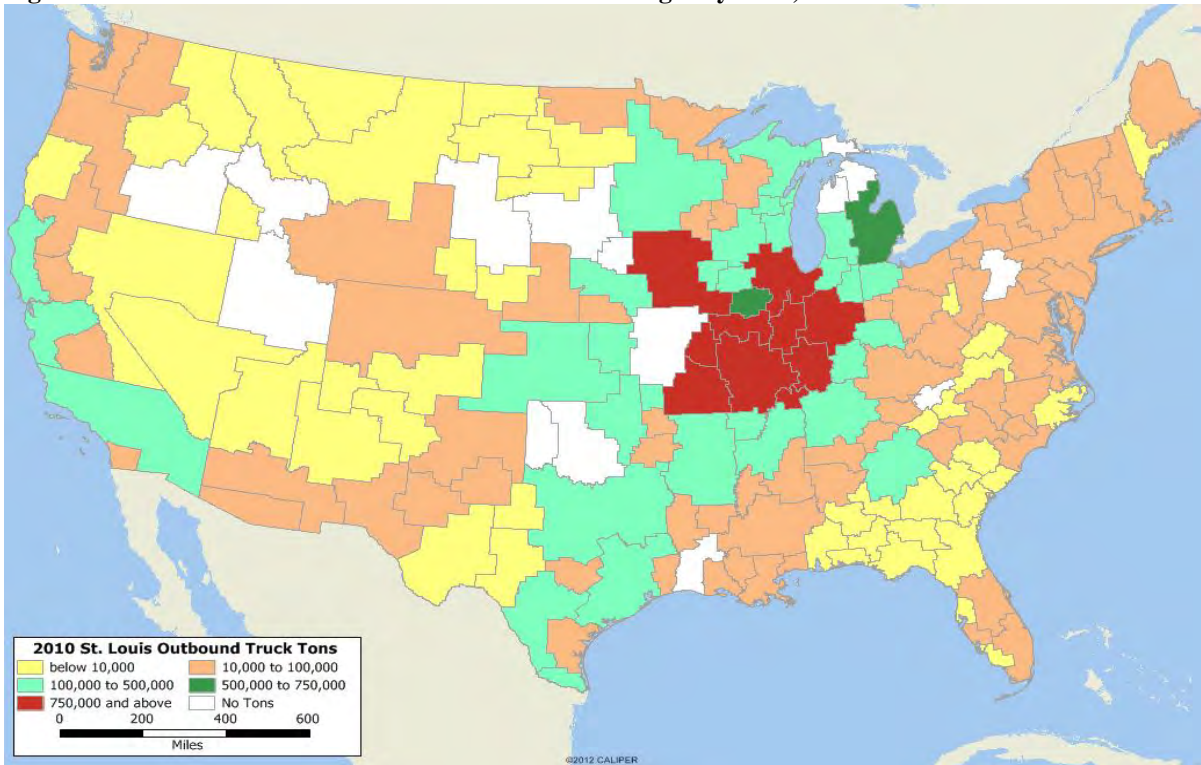 2010 St. Louis Outbound Truck Tons
below 10,000 10,000 to 100,000
100,000 to 500,000 500,000 to 750,000
750,000 and above No Tons
0 200 400 600
Miles
©2012 CALIPER